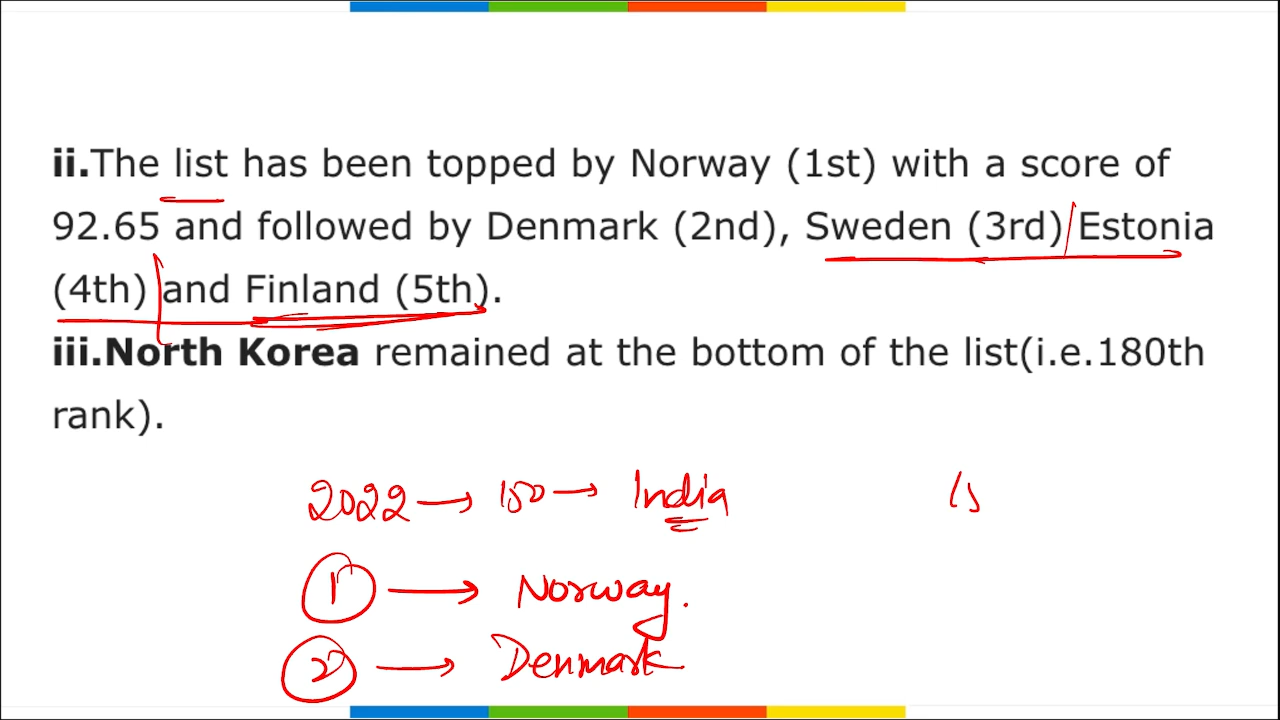 ii.The list has been topped by Norway (1st) with a score of
92.65 and followed by Denmark (2nd), Sweden (3rd) Estonia
(4th) and Finland (5th).
iii.North Korea remained at the bottom of the list(i.e.180th
rank).
2022 → 150 → India
1 → Norway.
2 → Denmark